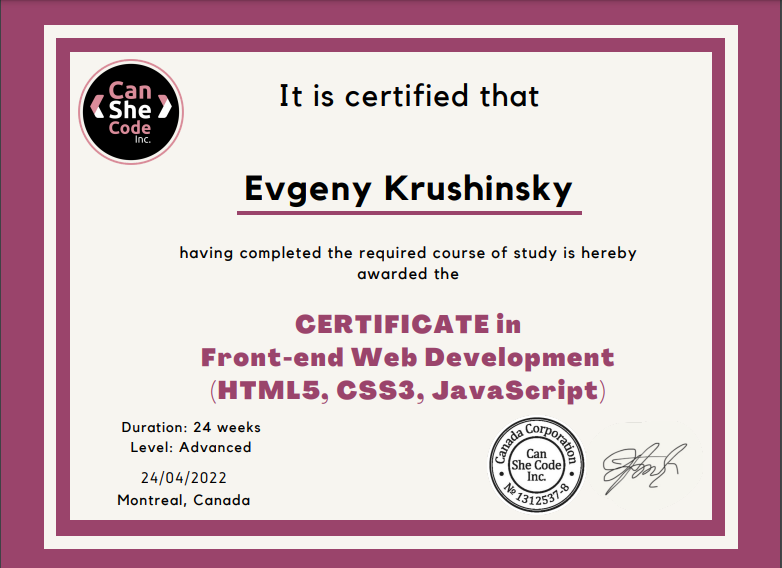 Can
She
Code
Inc.
It is certified that
Evgeny Krushinsky
having completed the required course of study is hereby
awarded the
CERTIFICATE in
Front-end Web Development
(HTML5, CSS3, JavaScript)
Duration: 24 weeks
Level: Advanced
24/04/2022
Montreal, Canada
Canada Corporation
Can
She Code
Inc.
№ 1312537-8